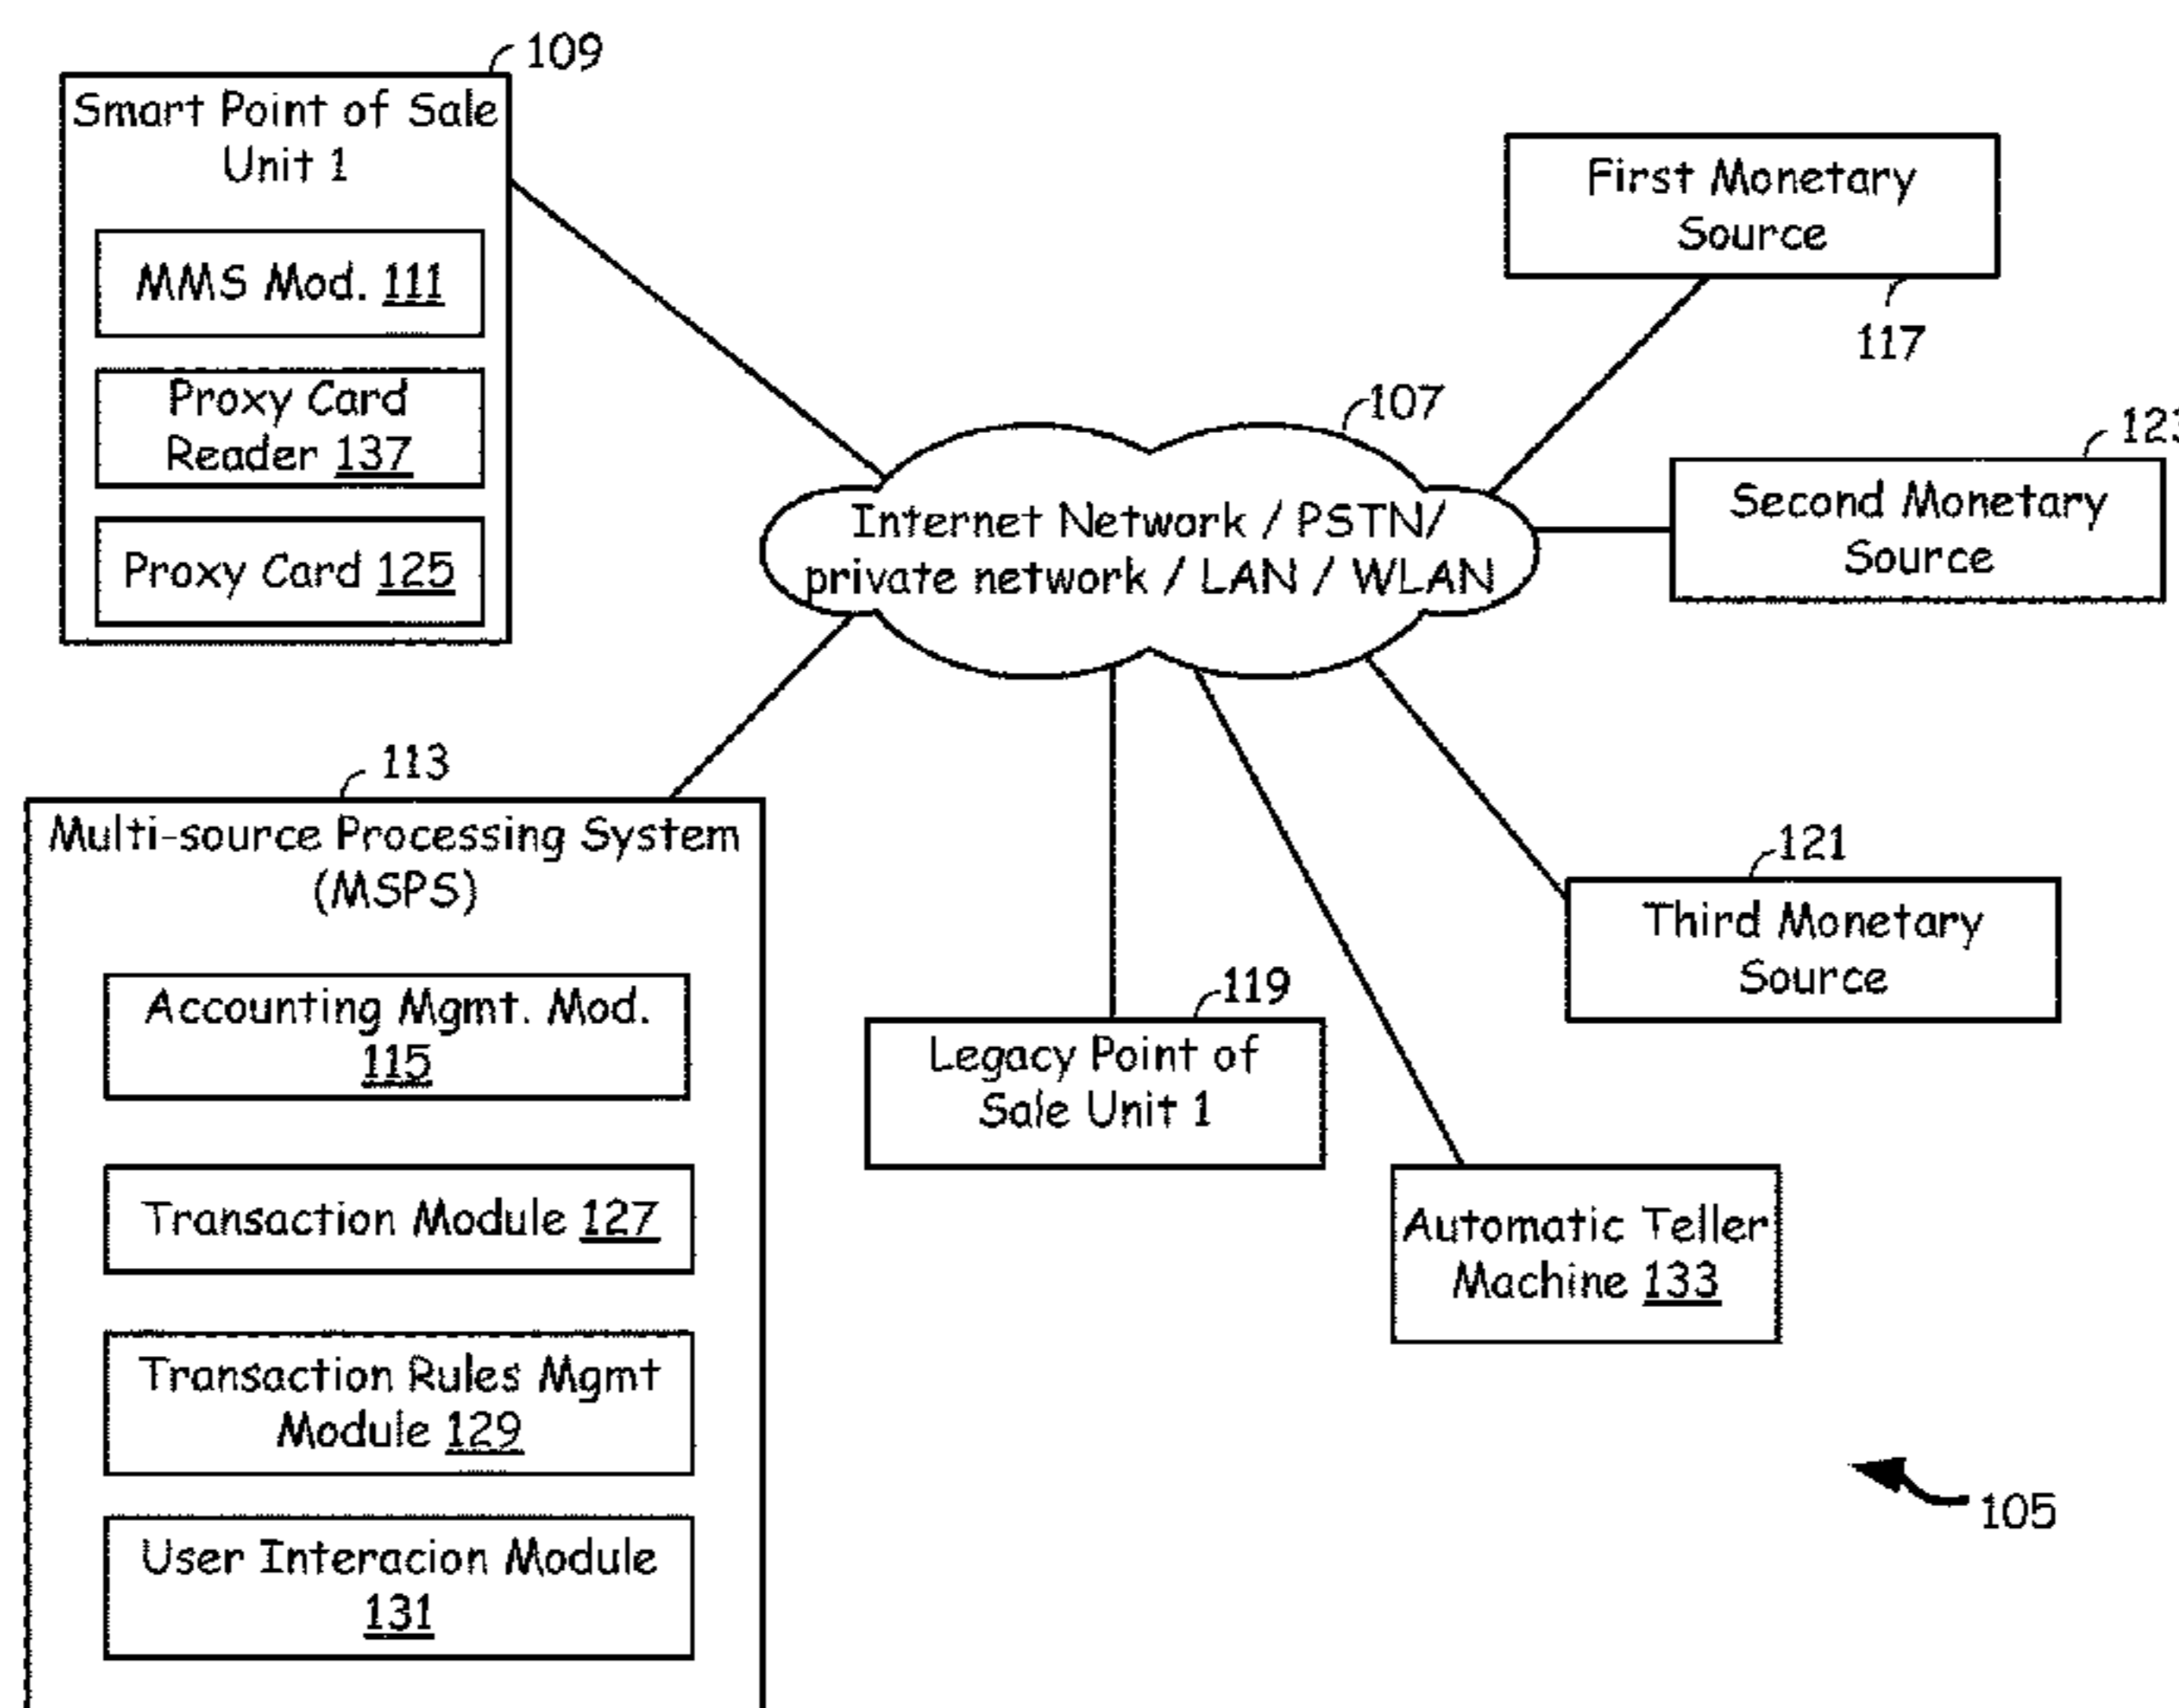 109
Smart Point of Sale
Unit 1
MMS Mod. 111
Proxy Card
Reader 137
Proxy Card 125
First Monetary
Source
117
107
123
Second Monetary
Source
Internet Network / PSTN/
private network / LAN / WLAN
113
Multi-source Processing System
(MSPS)
Accounting Mgmt. Mod.
115
Transaction Module 127
Transaction Rules Mgmt
Module 129
User Interacion Module
131
121
Third Monetary
Source
119
Legacy Point of
Sale Unit 1
Automatic Teller
Machine 133
105